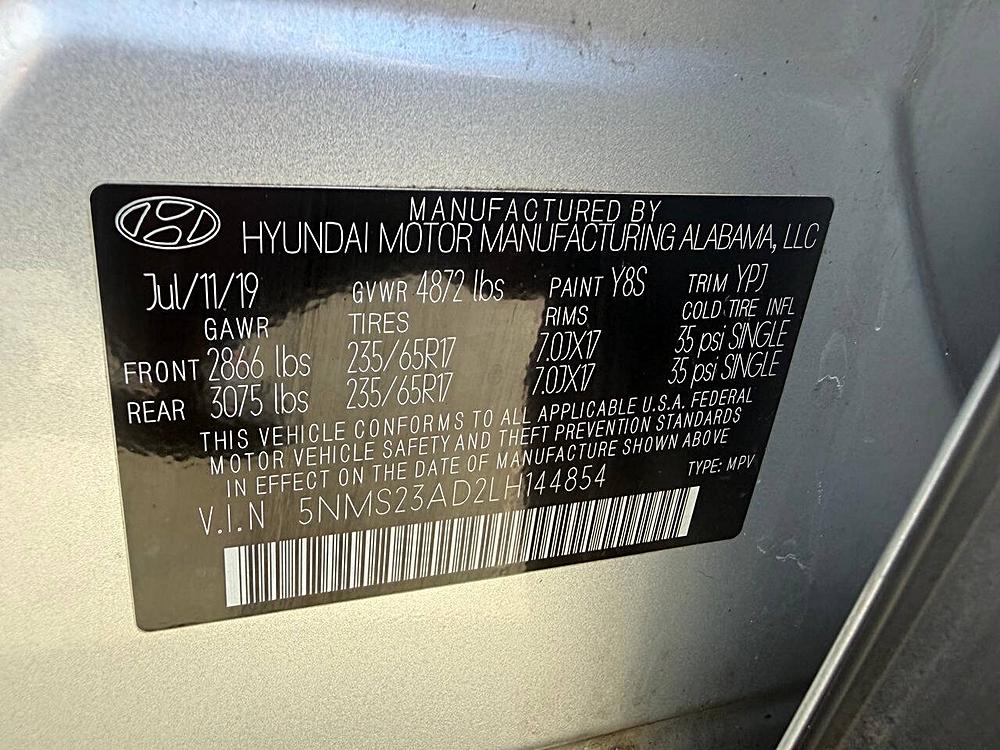 MANUFACTURED BY
HYUNDAI MOTOR MANUFACTURING ALABAMA, LLC
Jul/11/19 GVWR 4872 lbs PAINT Y8S TRIM YPJ
GAWR TIRES RIMS COLD TIRE INFL
FRONT 2866 lbs 235/65R17 7.0JX17 35 psi SINGLE
REAR 3075 lbs 235/65R17 7.0JX17 35 psi SINGLE
THIS VEHICLE CONFORMS TO ALL APPLICABLE U.S.A. FEDERAL
MOTOR VEHICLE SAFETY AND THEFT PREVENTION STANDARDS
IN EFFECT ON THE DATE OF MANUFACTURE SHOWN ABOVE
V.I.N 5NMS23AD2LH144854 TYPE: MPV